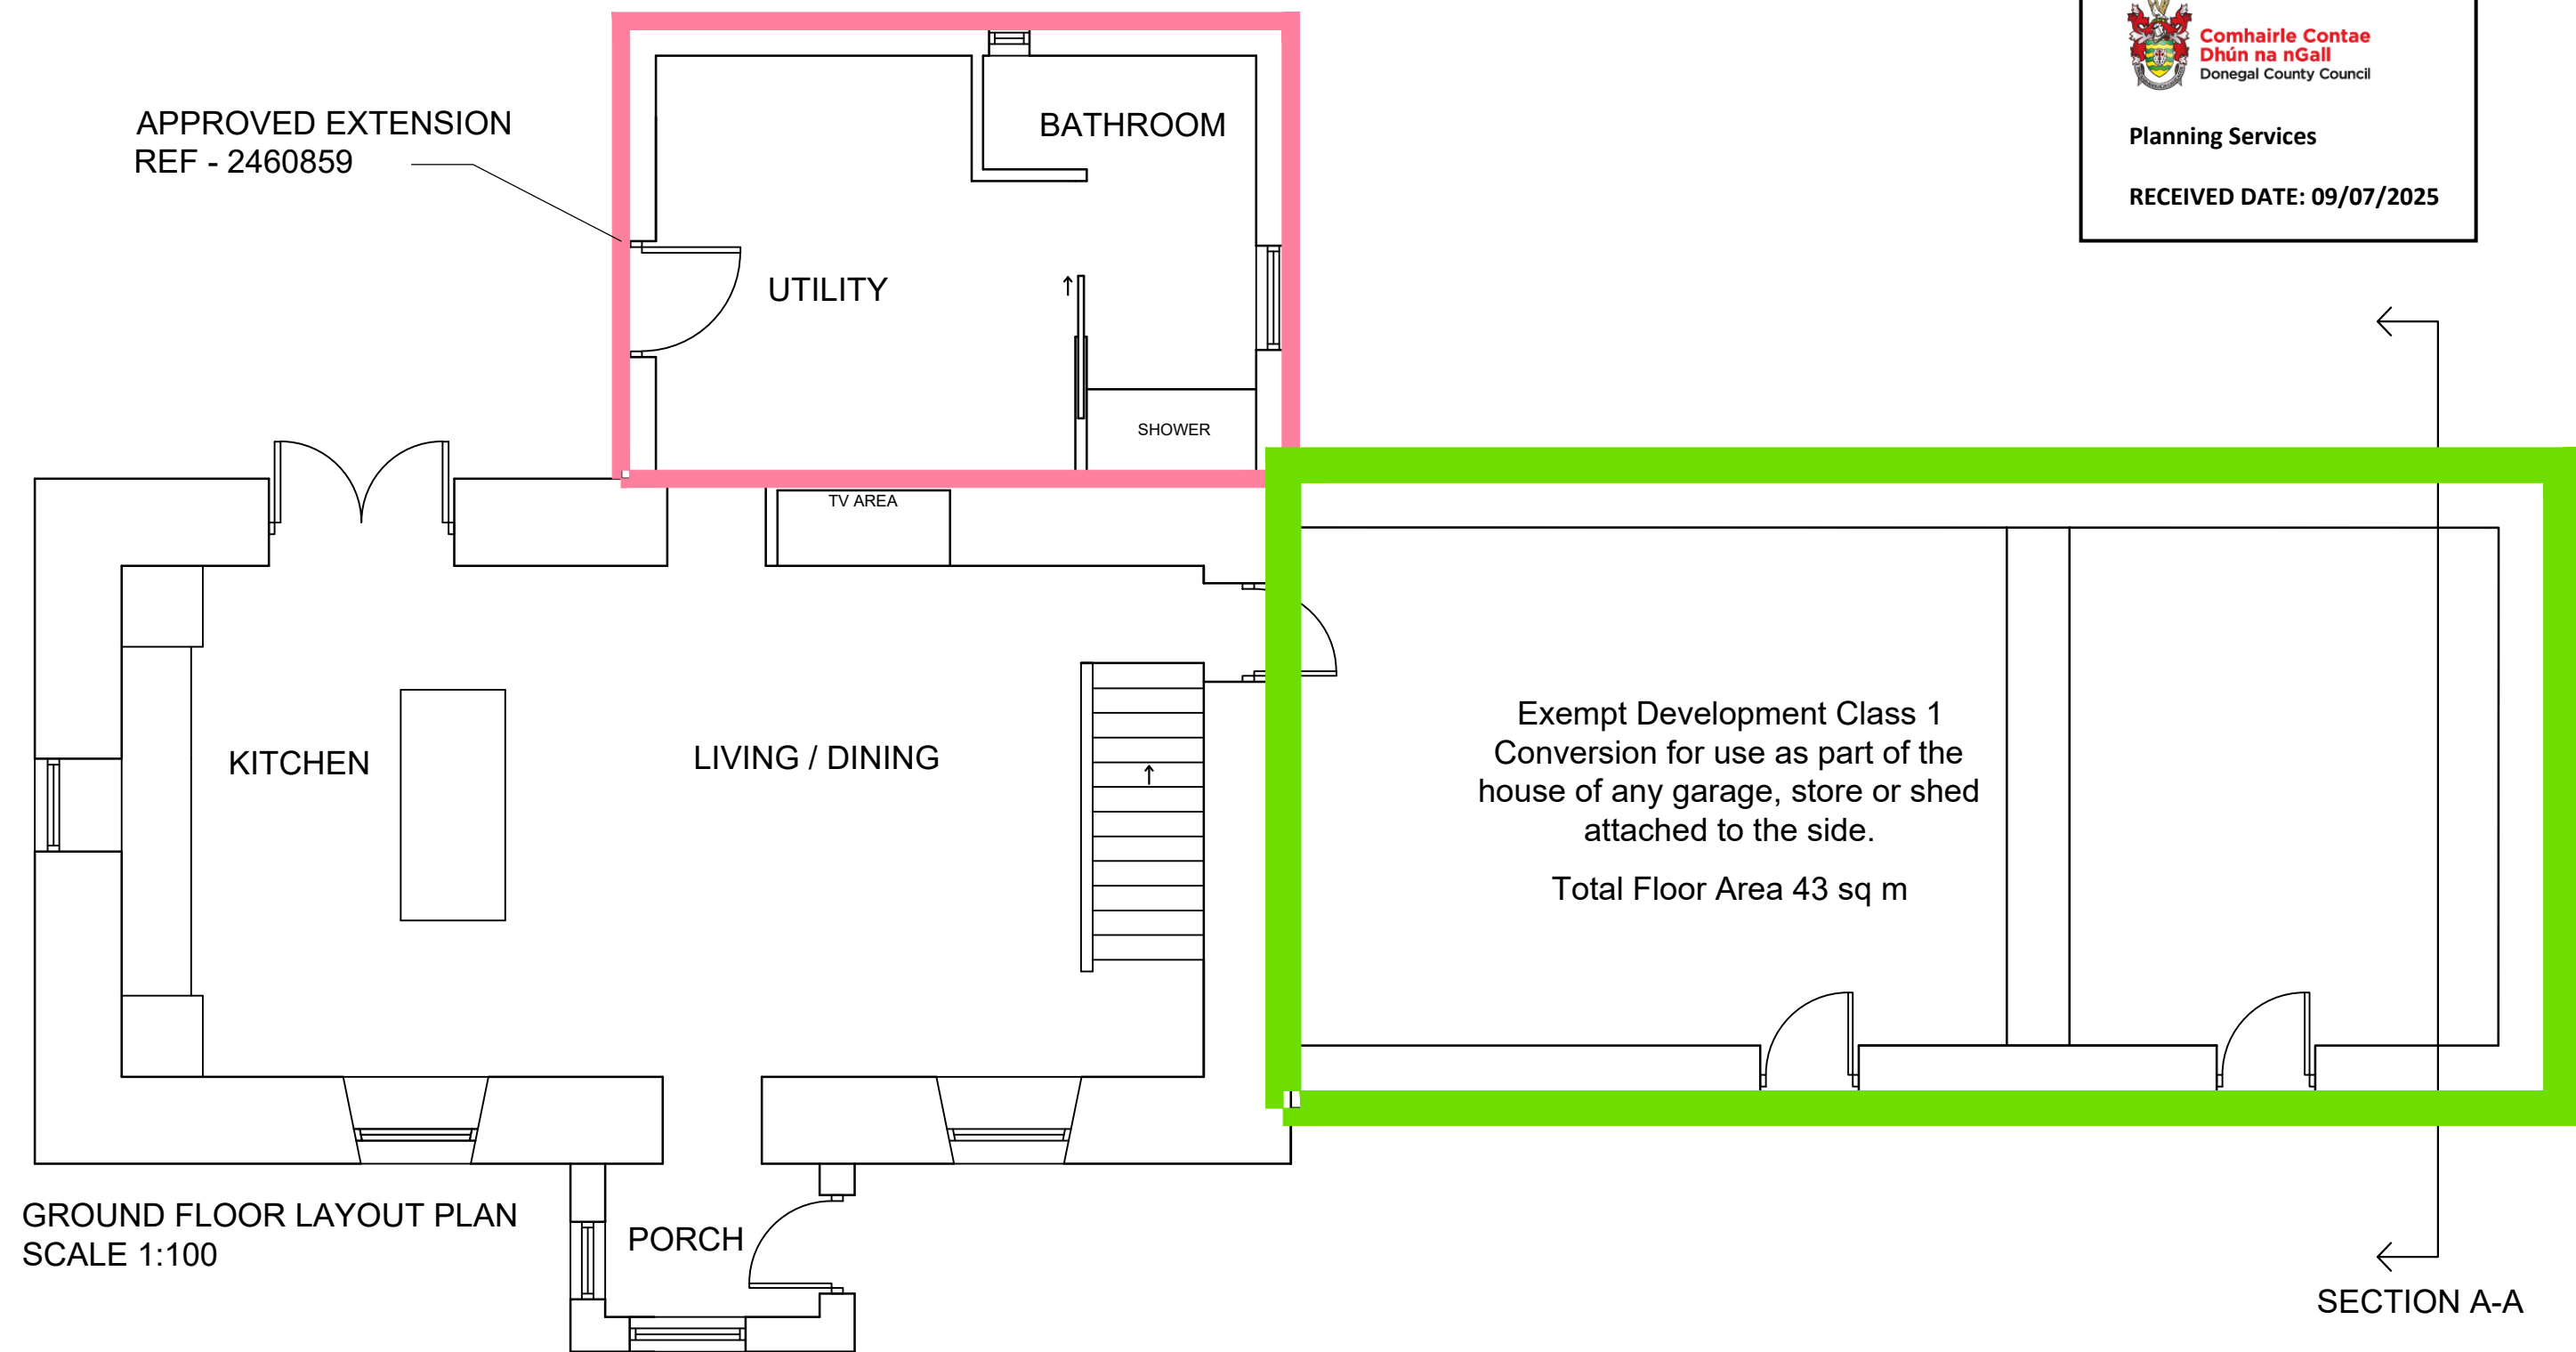 Comhairle Contae
Dhún na nGall
Donegal County Council
Planning Services
RECEIVED DATE: 09/07/2025
APPROVED EXTENSION
REF - 2460859
BATHROOM
UTILITY
SHOWER
TV AREA
KITCHEN
LIVING / DINING
Exempt Development Class 1
Conversion for use as part of the
house of any garage, store or shed
attached to the side.
Total Floor Area 43 sq m
GROUND FLOOR LAYOUT PLAN
SCALE 1:100
PORCH
SECTION A-A